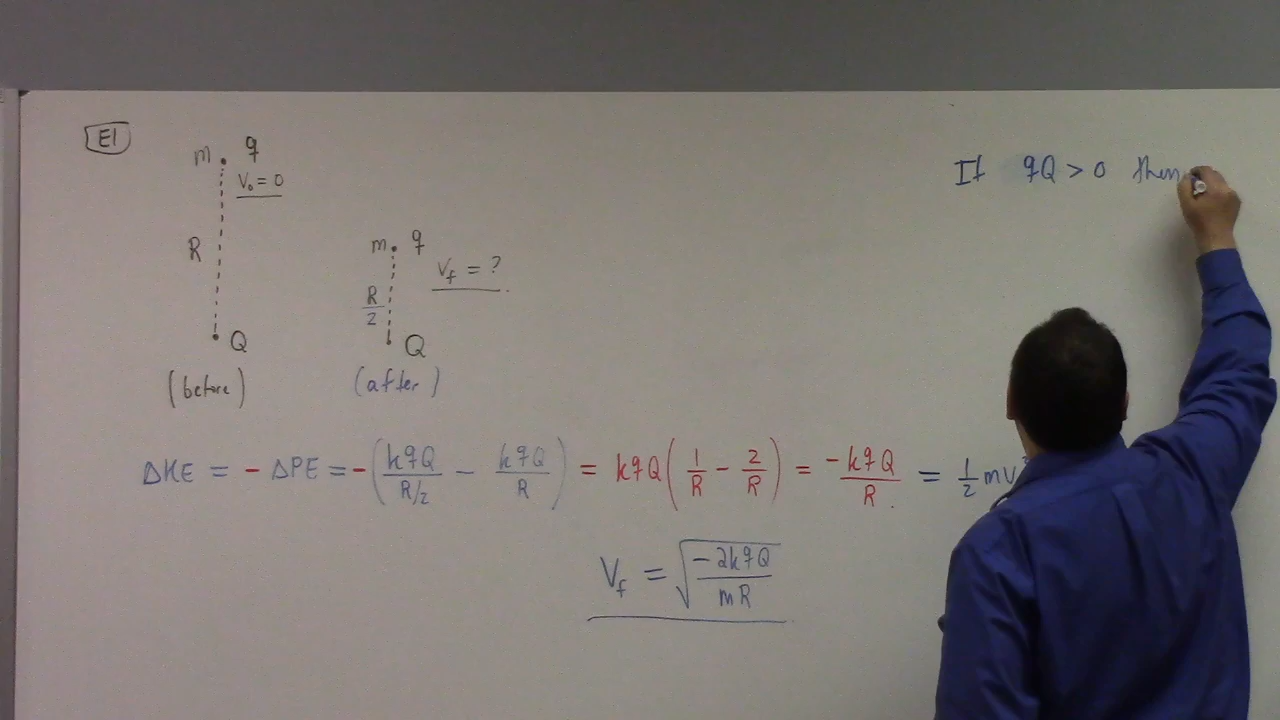 E1
m q
V₀ = 0
R
Q
(before)
m q
V_f = ?
R/2
Q
(after)
If qQ > 0 then
ΔKE = - ΔPE = -(kqQ/(R/2) - kqQ/R) = kqQ(1/R - 2/R) = -kqQ/R = 1/2 mV
V_f = √(-2kqQ/mR)